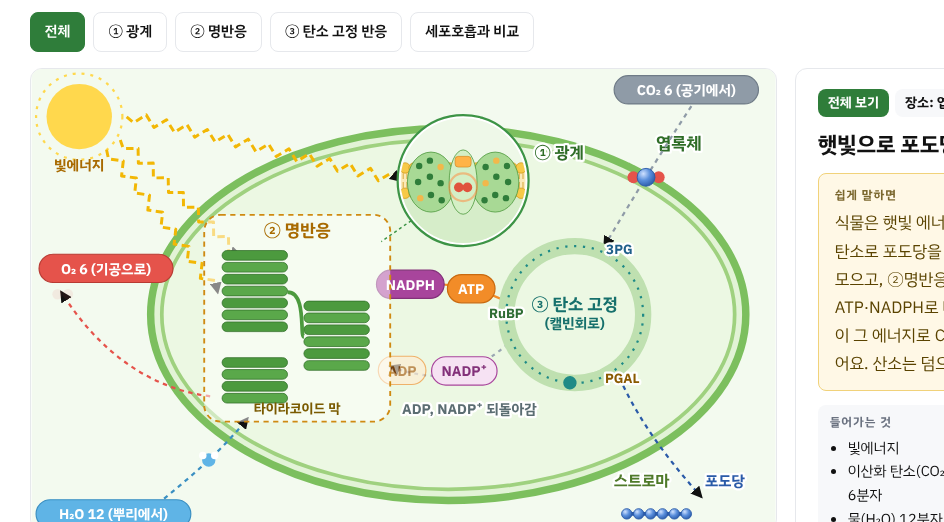 전체
① 광계
② 명반응
③ 탄소 고정 반응
세포호흡과 비교
CO₂ 6 (공기에서)
빛에너지
① 광계
엽록체
② 명반응
O₂ 6 (기공으로)
3PG
NADPH
ATP
③ 탄소 고정
(캘빈회로)
RuBP
ADP
NADP⁺
PGAL
타이라코이드 막
ADP, NADP⁺ 되돌아감
스트로마
포도당
H₂O 12 (뿌리에서)
전체 보기
장소:
햇빛으로
쉽게 말하면
식물은 햇빛
탄소로 포도당을
모으고, ②명반응
ATP·NADPH로
이 그 에너지로
어요. 산소는
들어가는 것
빛에너지
이산화 탄소(CO₂
6분자
물(H₂O) 12분자